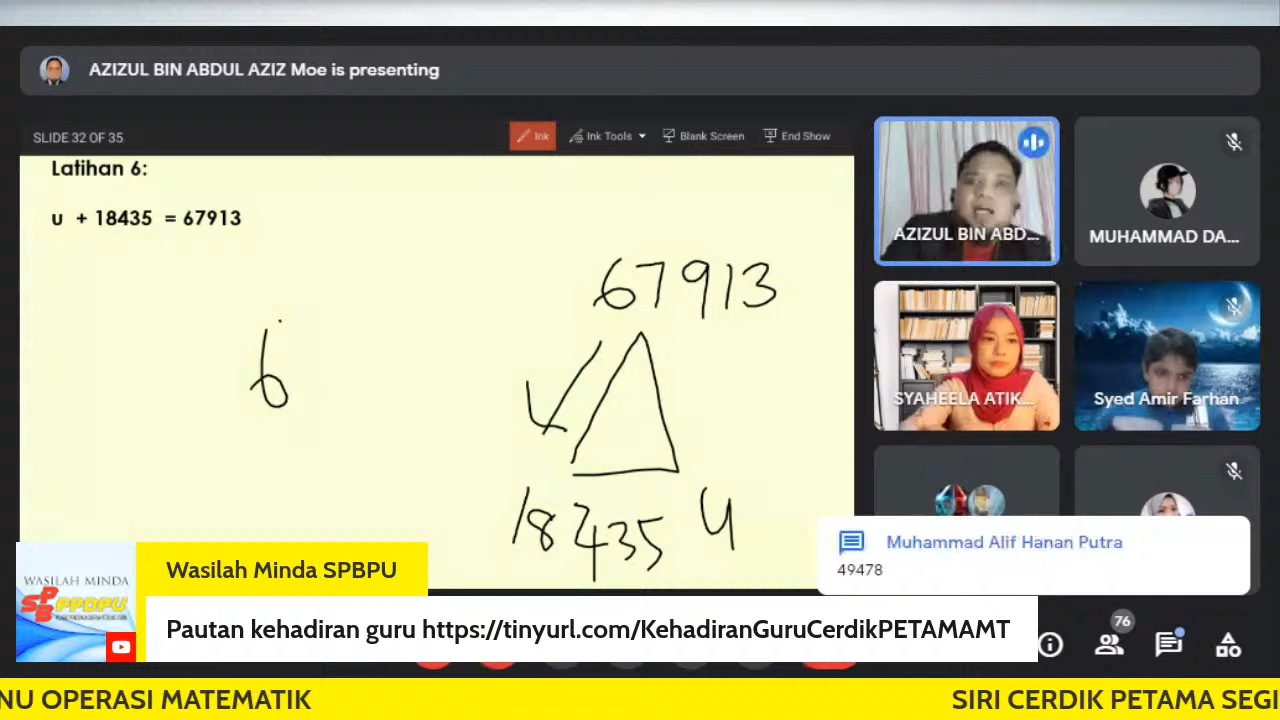 AZIZUL BIN ABDUL AZIZ Moe is presenting
SLIDE 32 OF 35
Ink
Ink Tools
Blank Screen
End Show
Latihan 6:
u + 18435 = 67913
67913
6
18435
u
AZIZUL BIN ABD...
MUHAMMAD DA...
SYAHEELA ATIK...
Syed Amir Farhan
Muhammad Alif Hanan Putra
49478
WASILAH MINDA
SPB PPDPU
Wasilah Minda SPBPU
Pautan kehadiran guru https://tinyurl.com/KehadiranGuruCerdikPETAMAMT
76
NU OPERASI MATEMATIK
SIRI CERDIK PETAMA SEGI